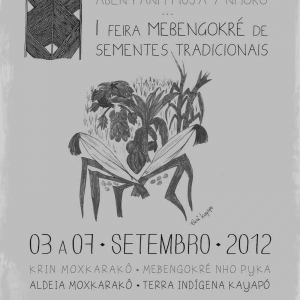 I FEIRA MEBENGOKRÉ DE
SEMENTES TRADICIONAIS
03 A 07 • SETEMBRO • 2012
KRIN MOXKARAKÔ • MEBENGOKRÉ NHO PYKA
ALDEIA MOXKARAKÔ • TERRA INDÍGENA KAYAPÓ